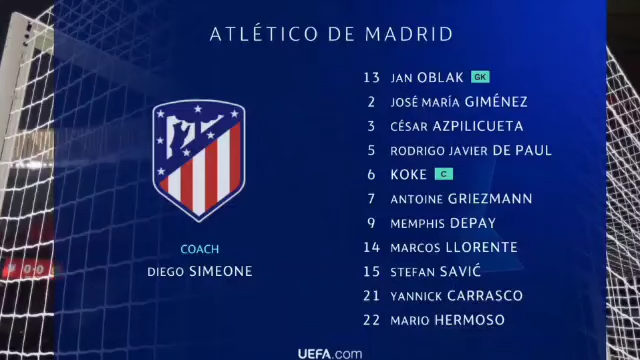 ATLÉTICO DE MADRID
13 JAN OBLAK GK
2 JOSÉ MARÍA GIMÉNEZ
3 CÉSAR AZPILICUETA
5 RODRIGO JAVIER DE PAUL
6 KOKE C
7 ANTOINE GRIEZMANN
9 MEMPHIS DEPAY
14 MARCOS LLORENTE
15 STEFAN SAVIĆ
21 YANNICK CARRASCO
22 MARIO HERMOSO
COACH
DIEGO SIMEONE
0-0
UEFA.com